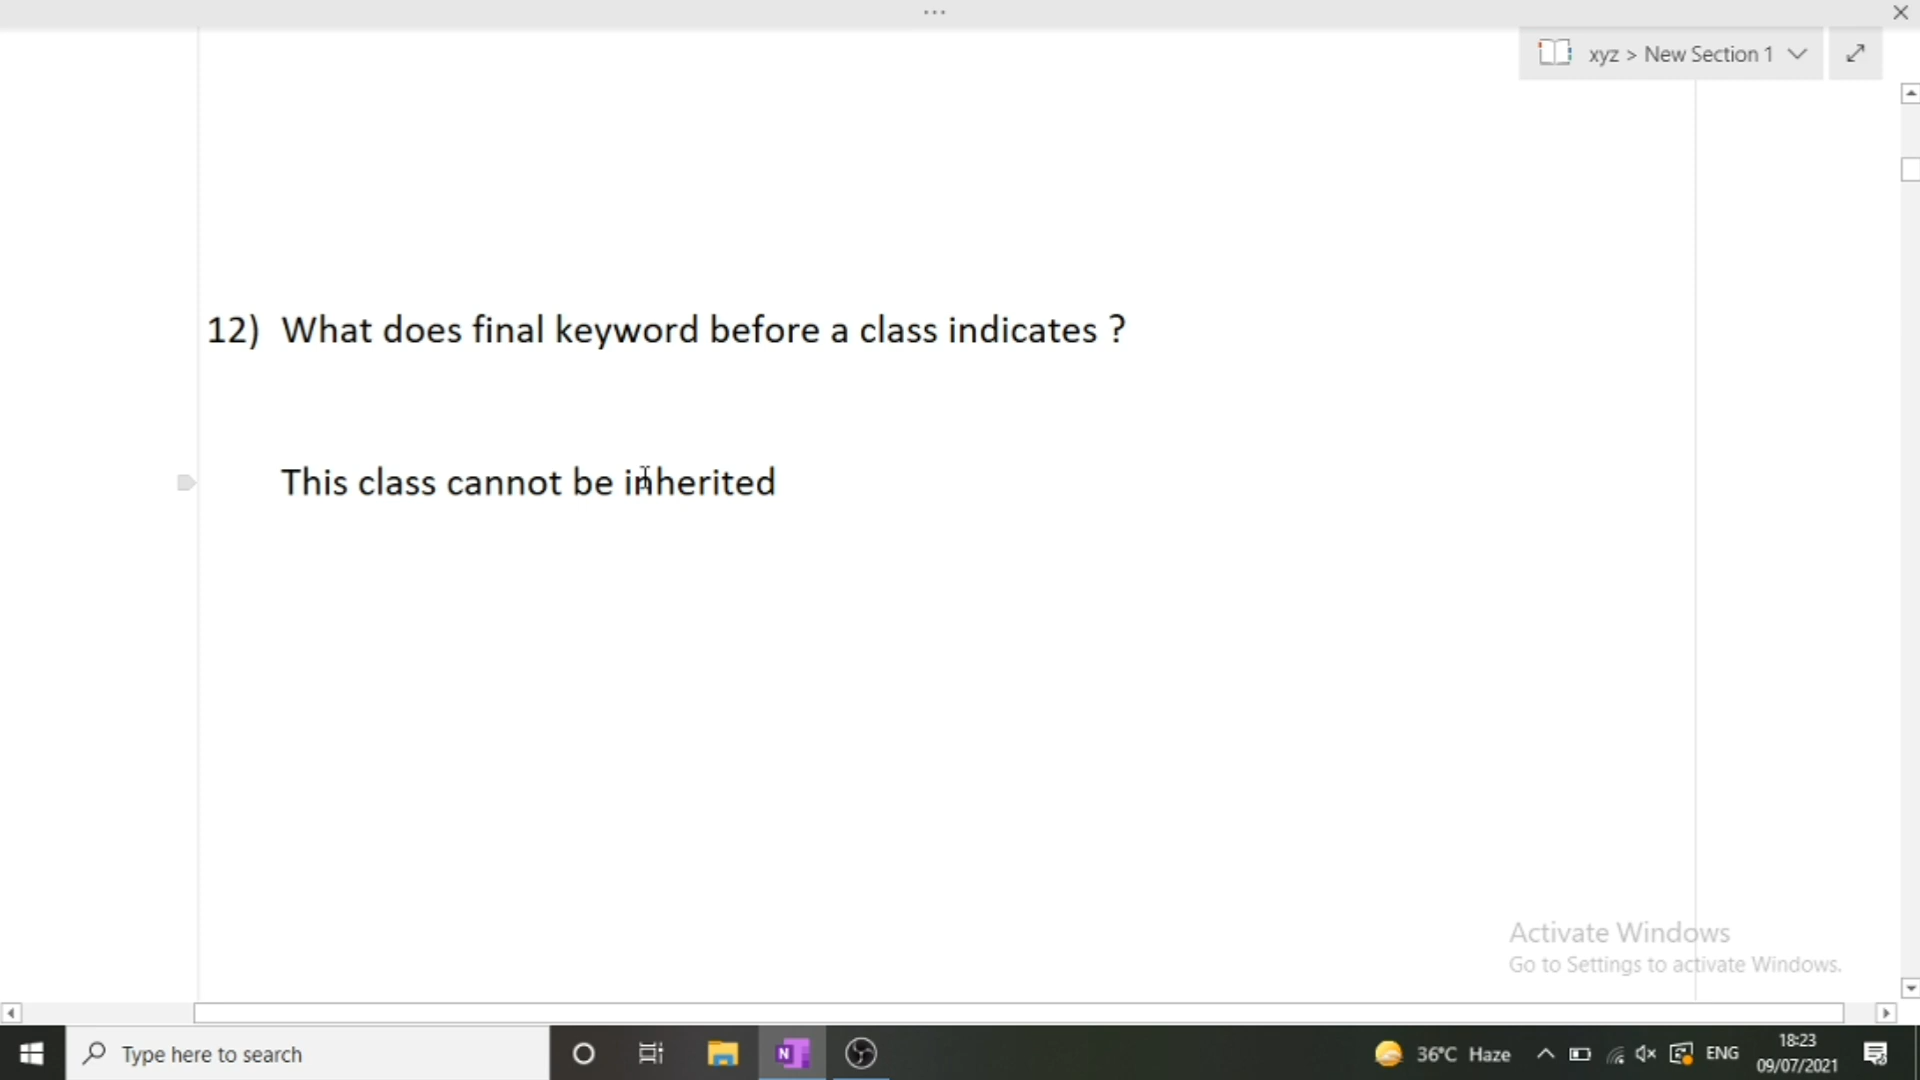 xyz > New Section 1
12) What does final keyword before a class indicates ?
This class cannot be inherited
Activate Windows
Go to Settings to activate Windows.
Type here to search
N
36°C Haze
ENG
18:23
09/07/2021